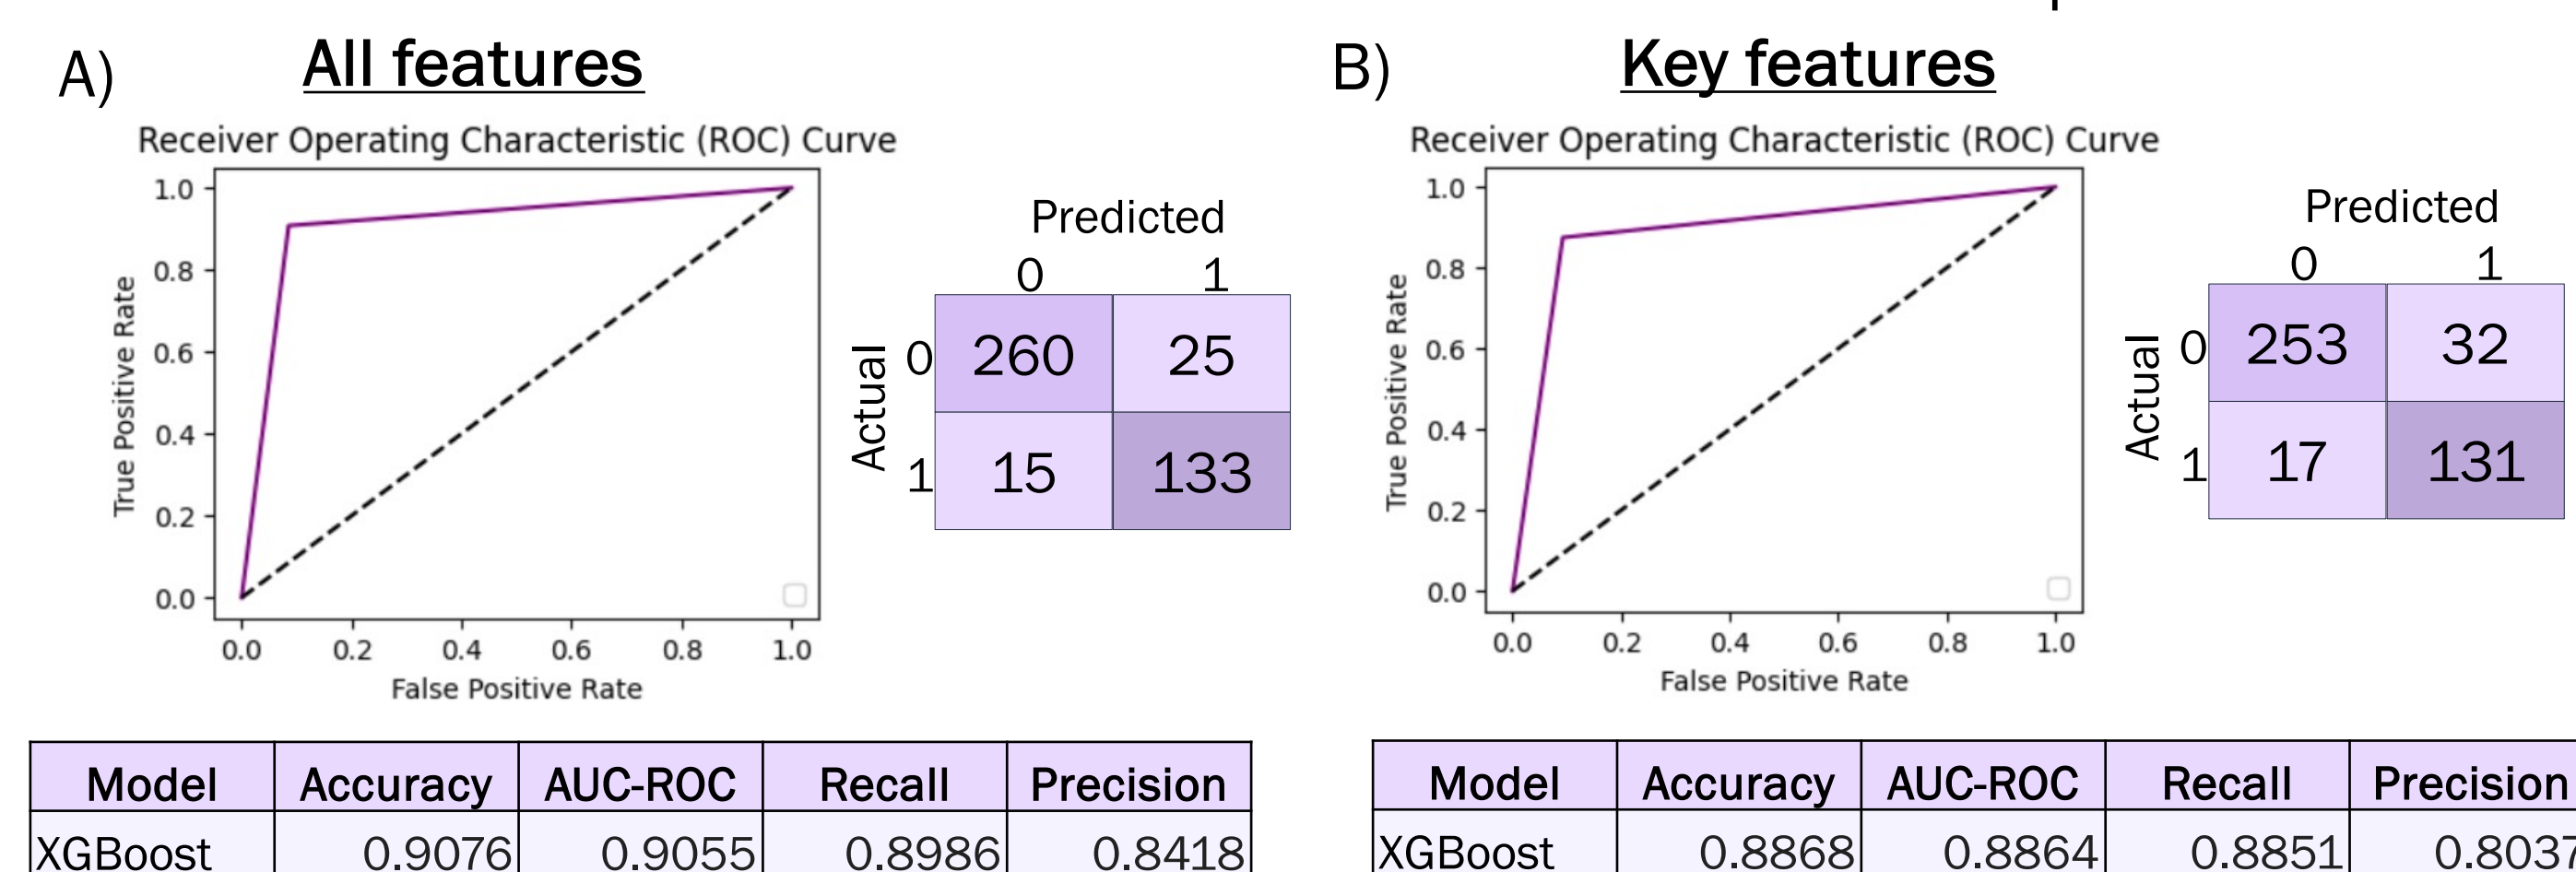 A)
All features
Receiver Operating Characteristic (ROC) Curve
True Positive Rate
1.0
0.8
0.6
0.4
0.2
0.0
0.0 0.2 0.4 0.6 0.8 1.0
False Positive Rate
Predicted
0 1
Actual
0 260 25
1 15 133
Model Accuracy AUC-ROC Recall Precision
XGBoost 0.9076 0.9055 0.8986 0.8418
B)
Key features
Receiver Operating Characteristic (ROC) Curve
True Positive Rate
1.0
0.8
0.6
0.4
0.2
0.0
0.0 0.2 0.4 0.6 0.8 1.0
False Positive Rate
Predicted
0 1
Actual
0 253 32
1 17 131
Model Accuracy AUC-ROC Recall Precision
XGBoost 0.8868 0.8864 0.8851 0.8037